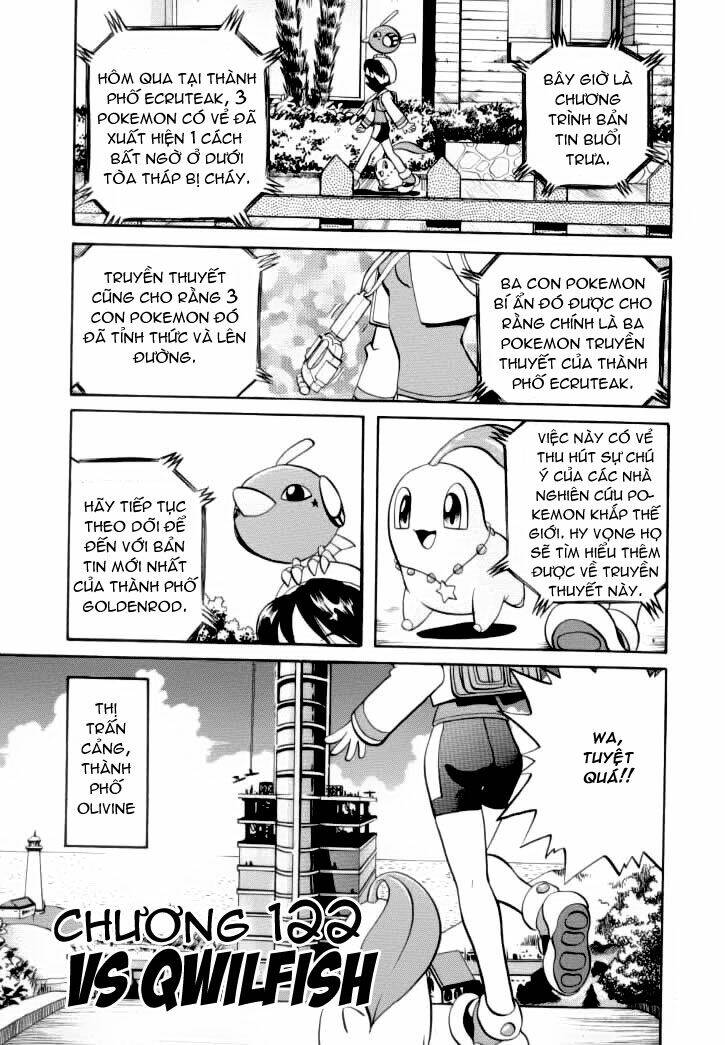 BÂY GIỜ LÀ
CHƯƠNG
TRÌNH BẢN
TIN BUỔI
TRƯA.
HÔM QUA TẠI THÀNH
PHỐ ECRUTEAK, 3
POKEMON CÓ VẺ ĐÃ
XUẤT HIỆN 1 CÁCH
BẤT NGỜ Ở DƯỚI
TÒA THÁP BỊ CHÁY.
BA CON POKEMON
BÍ ẨN ĐÓ ĐƯỢC CHO
RẰNG CHÍNH LÀ BA
POKEMON TRUYỀN
THUYẾT CỦA THÀNH
PHỐ ECRUTEAK.
TRUYỀN THUYẾT
CŨNG CHO RẰNG 3
CON POKEMON ĐÓ
ĐÃ TỈNH THỨC VÀ LÊN
ĐƯỜNG.
VIỆC NÀY CÓ VẺ
THU HÚT SỰ CHÚ
Ý CỦA CÁC NHÀ
NGHIÊN CỨU PO-
KEMON KHẮP THẾ
GIỚI. HY VỌNG HỌ
SẼ TÌM HIỂU THÊM
ĐƯỢC VỀ TRUYỀN
THUYẾT NÀY.
HÃY TIẾP TỤC
THEO DÕI ĐỂ
ĐẾN VỚI BẢN
TIN MỚI NHẤT
CỦA THÀNH PHỐ
GOLDENROD.
WA,
TUYỆT
QUÁ!!
THỊ
TRẤN
CẢNG,
THÀNH
PHỐ
OLIVINE
CHƯƠNG 122
VS QWILFISH